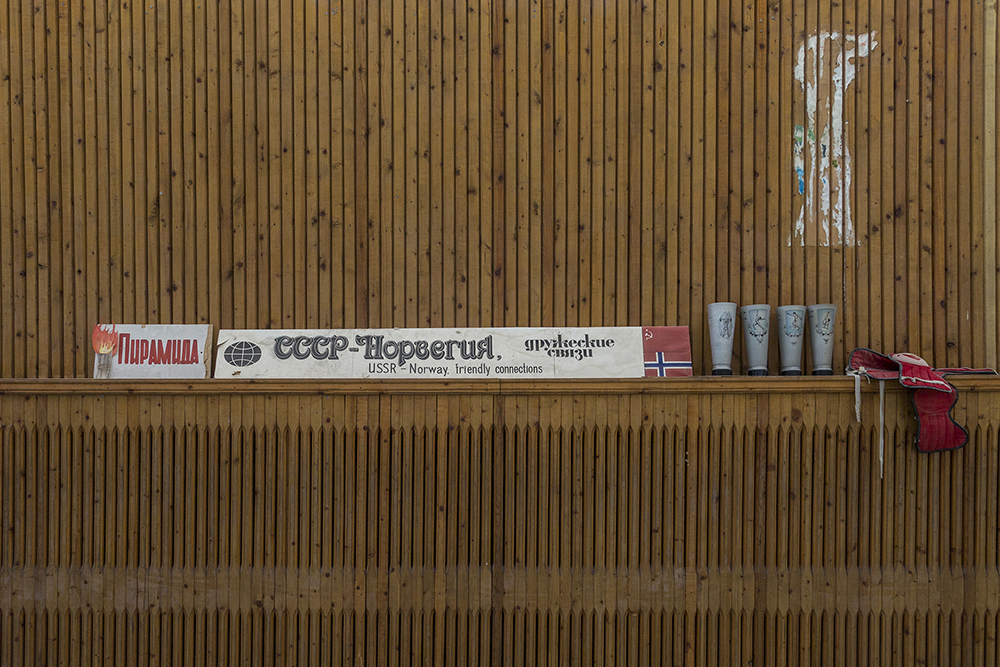 Пирамида
СССР-Норвегия,
дружеские
связи
USSR - Norway, friendly connections